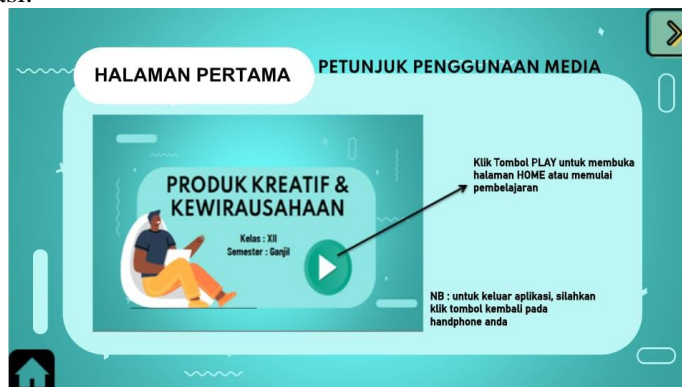 HALAMAN PERTAMA
PETUNJUK PENGGUNAAN MEDIA
PRODUK KREATIF &
KEWIRAUSAHAAN
Kelas : XII
Semester : Ganjil
Klik Tombol PLAY untuk membuka
halaman HOME atau memulai
pembelajaran
NB : untuk keluar aplikasi, silahkan
klik tombol kembali pada
handphone anda